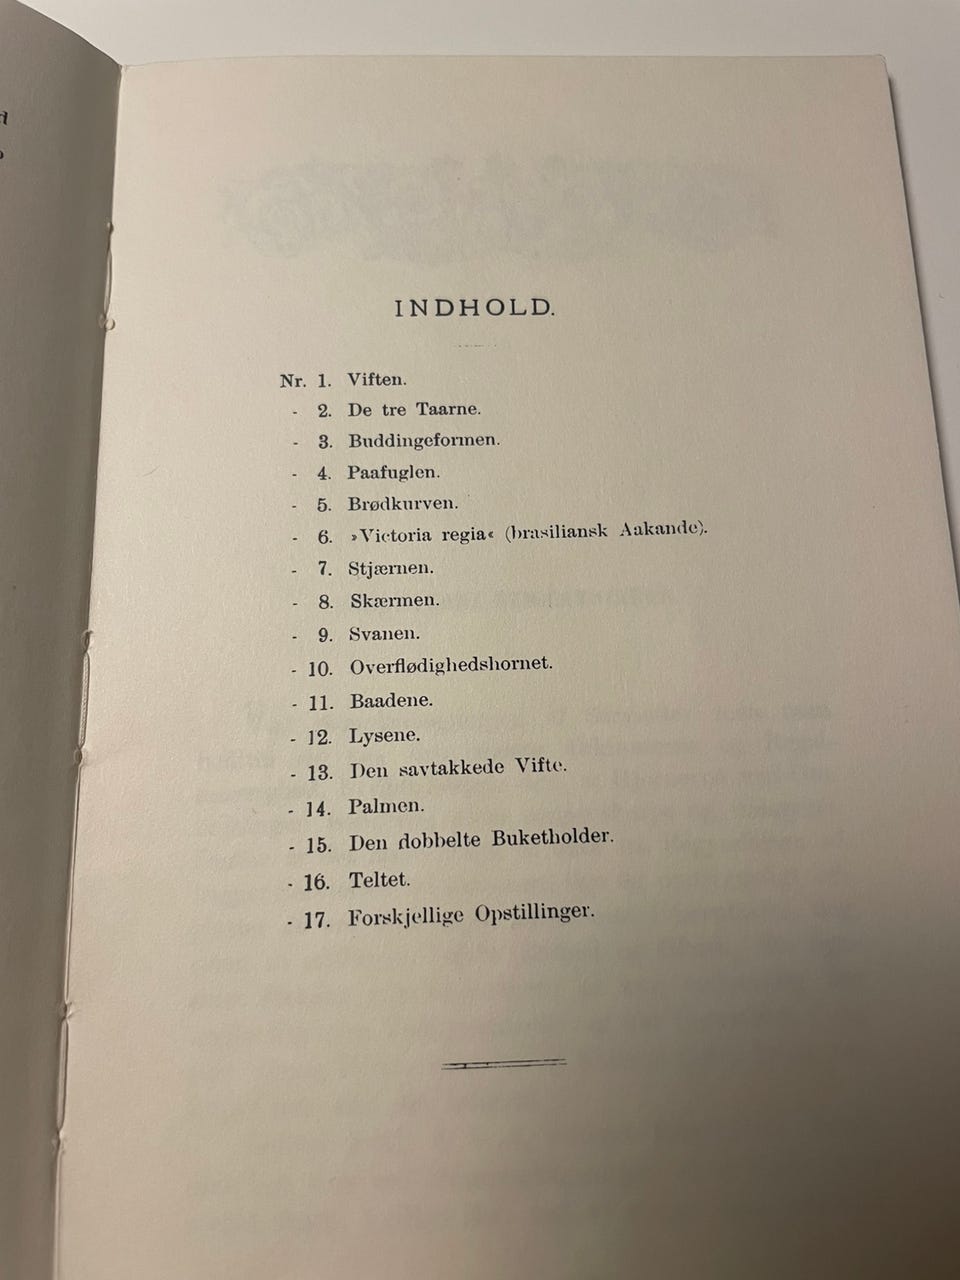 INDHOLD.
Nr. 1. Viften.
- 2. De tre Taarne.
- 3. Buddingeformen.
- 4. Paafuglen.
- 5. Brødkurven.
- 6. »Victoria regia« (brasiliansk Aakande).
- 7. Stjærnen.
- 8. Skærmen.
- 9. Svanen.
- 10. Overflødighedshornet.
- 11. Baadene.
- 12. Lysene.
- 13. Den savtakkede Vifte.
- 14. Palmen.
- 15. Den dobbelte Buketholder.
- 16. Teltet.
- 17. Forskjellige Opstillinger.